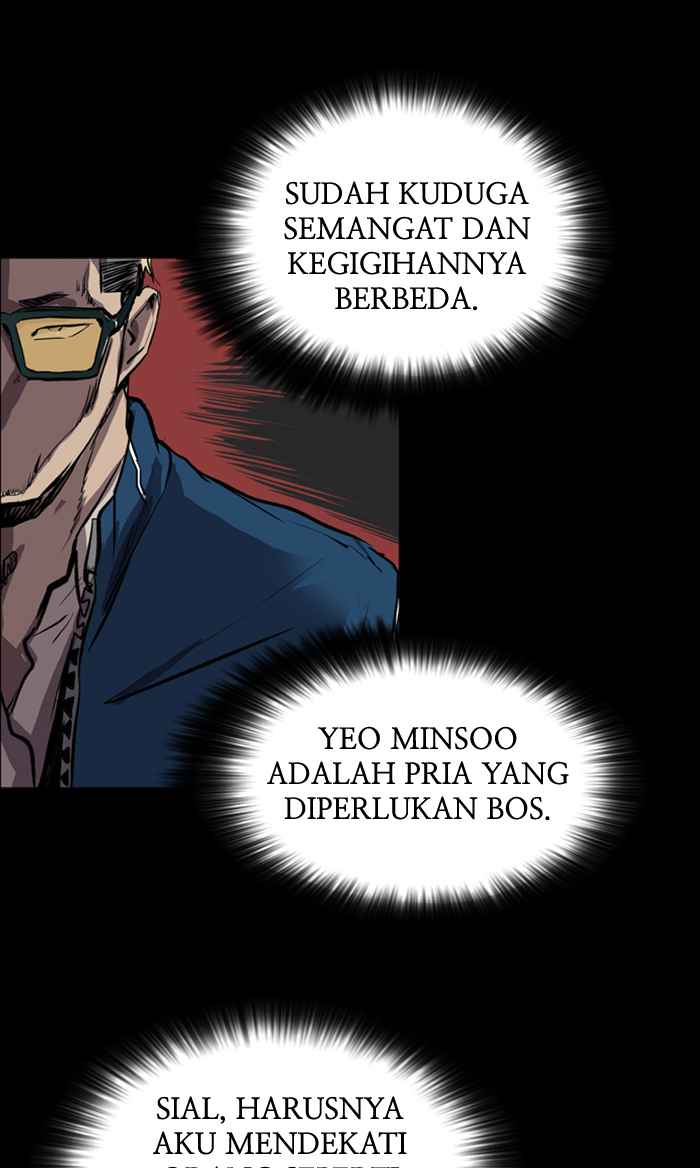 SUDAH KUDUGA
SEMANGAT DAN
KEGIGIHANNYA
BERBEDA.
YEO MINSOO
ADALAH PRIA YANG
DIPERLUKAN BOS.
SIAL, HARUSNYA
AKU MENDEKATI